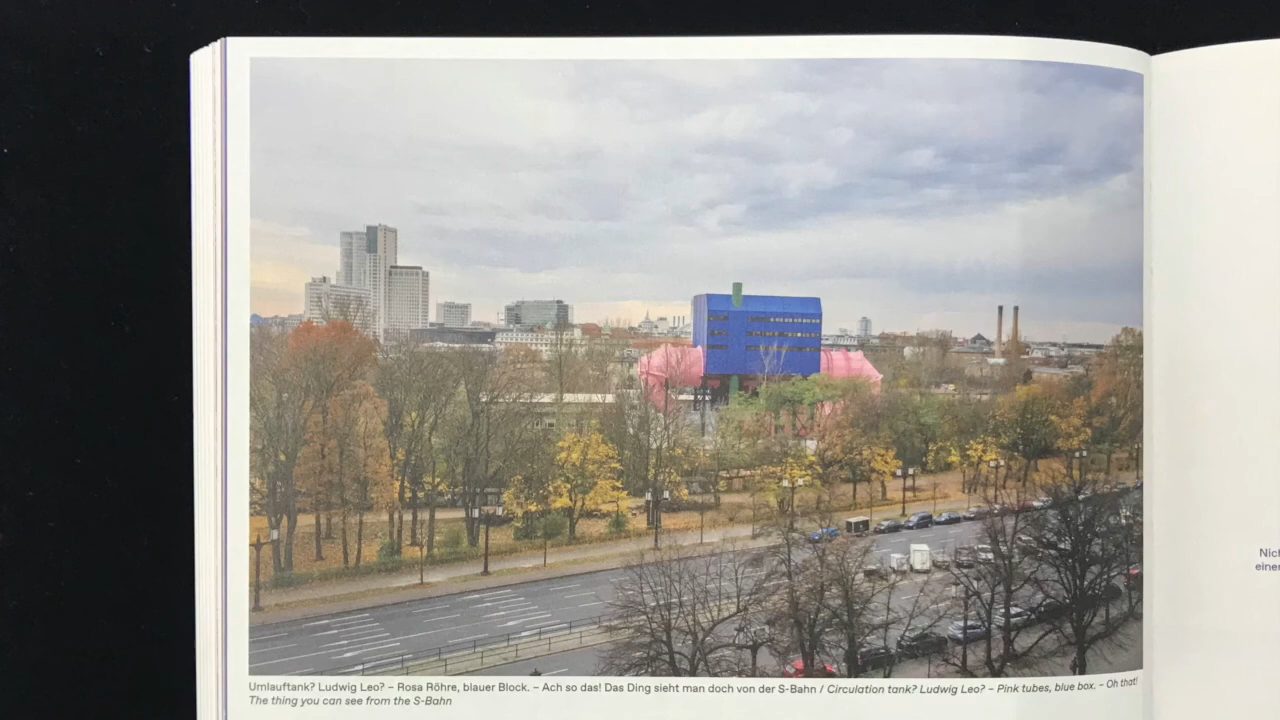 Umlauftank? Ludwig Leo? – Rosa Röhre, blauer Block. – Ach so das! Das Ding sieht man doch von der S-Bahn / Circulation tank? Ludwig Leo? – Pink tubes, blue box. – Oh that!
The thing you can see from the S-Bahn
Nich
einer